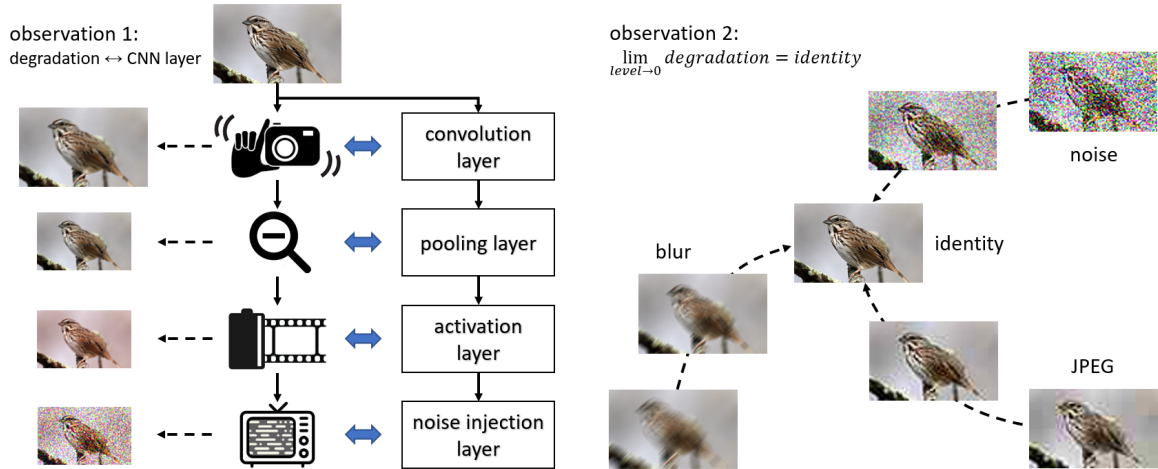 observation 1:
degradation ↔ CNN layer
convolution
layer
pooling layer
activation
layer
noise injection
layer
observation 2:
lim degradation = identity
level→0
noise
identity
blur
JPEG